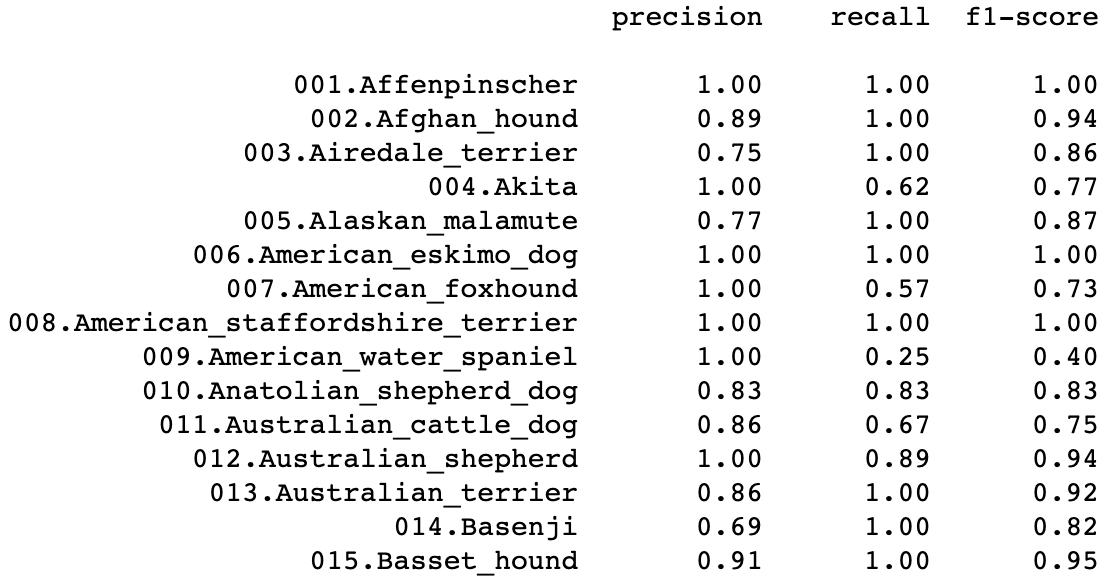 precision recall f1-score
001.Affenpinscher 1.00 1.00 1.00
002.Afghan_hound 0.89 1.00 0.94
003.Airedale_terrier 0.75 1.00 0.86
004.Akita 1.00 0.62 0.77
005.Alaskan_malamute 0.77 1.00 0.87
006.American_eskimo_dog 1.00 1.00 1.00
007.American_foxhound 1.00 0.57 0.73
008.American_staffordshire_terrier 1.00 1.00 1.00
009.American_water_spaniel 1.00 0.25 0.40
010.Anatolian_shepherd_dog 0.83 0.83 0.83
011.Australian_cattle_dog 0.86 0.67 0.75
012.Australian_shepherd 1.00 0.89 0.94
013.Australian_terrier 0.86 1.00 0.92
014.Basenji 0.69 1.00 0.82
015.Basset_hound 0.91 1.00 0.95